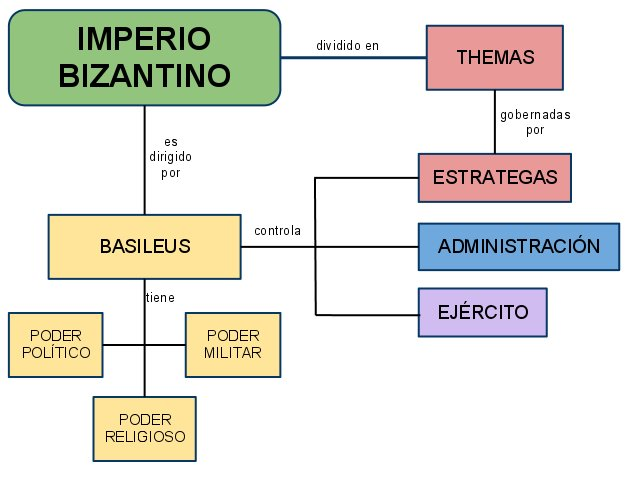 IMPERIO
BIZANTINO
dividido en
THEMAS
gobernadas
por
es
dirigido
por
ESTRATEGAS
BASILEUS
controla
ADMINISTRACIÓN
tiene
EJÉRCITO
PODER
POLÍTICO
PODER
MILITAR
PODER
RELIGIOSO